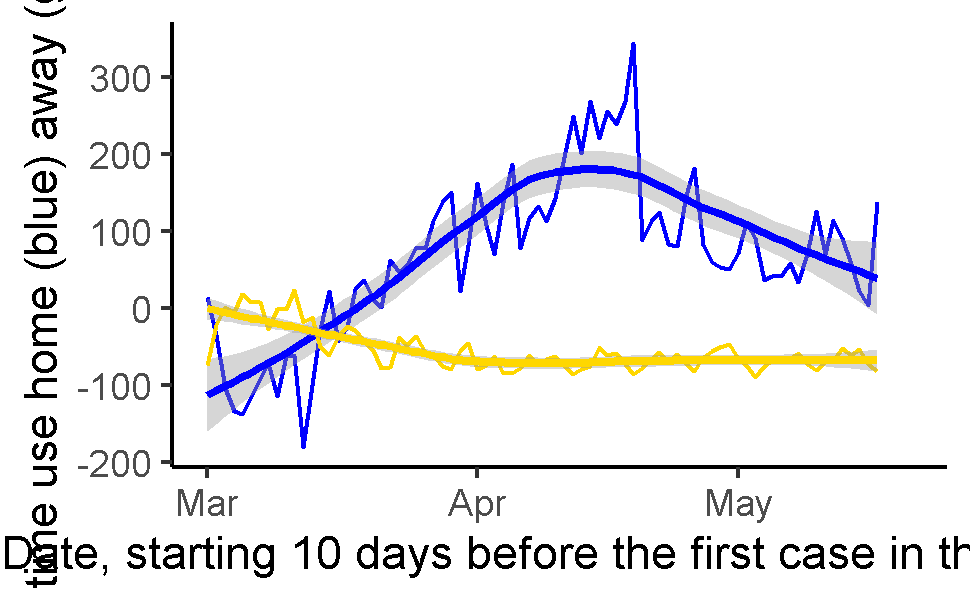 time use home (blue) away (
300
200
100
0
-100
-200
Mar Apr May
Date, starting 10 days before the first case in th